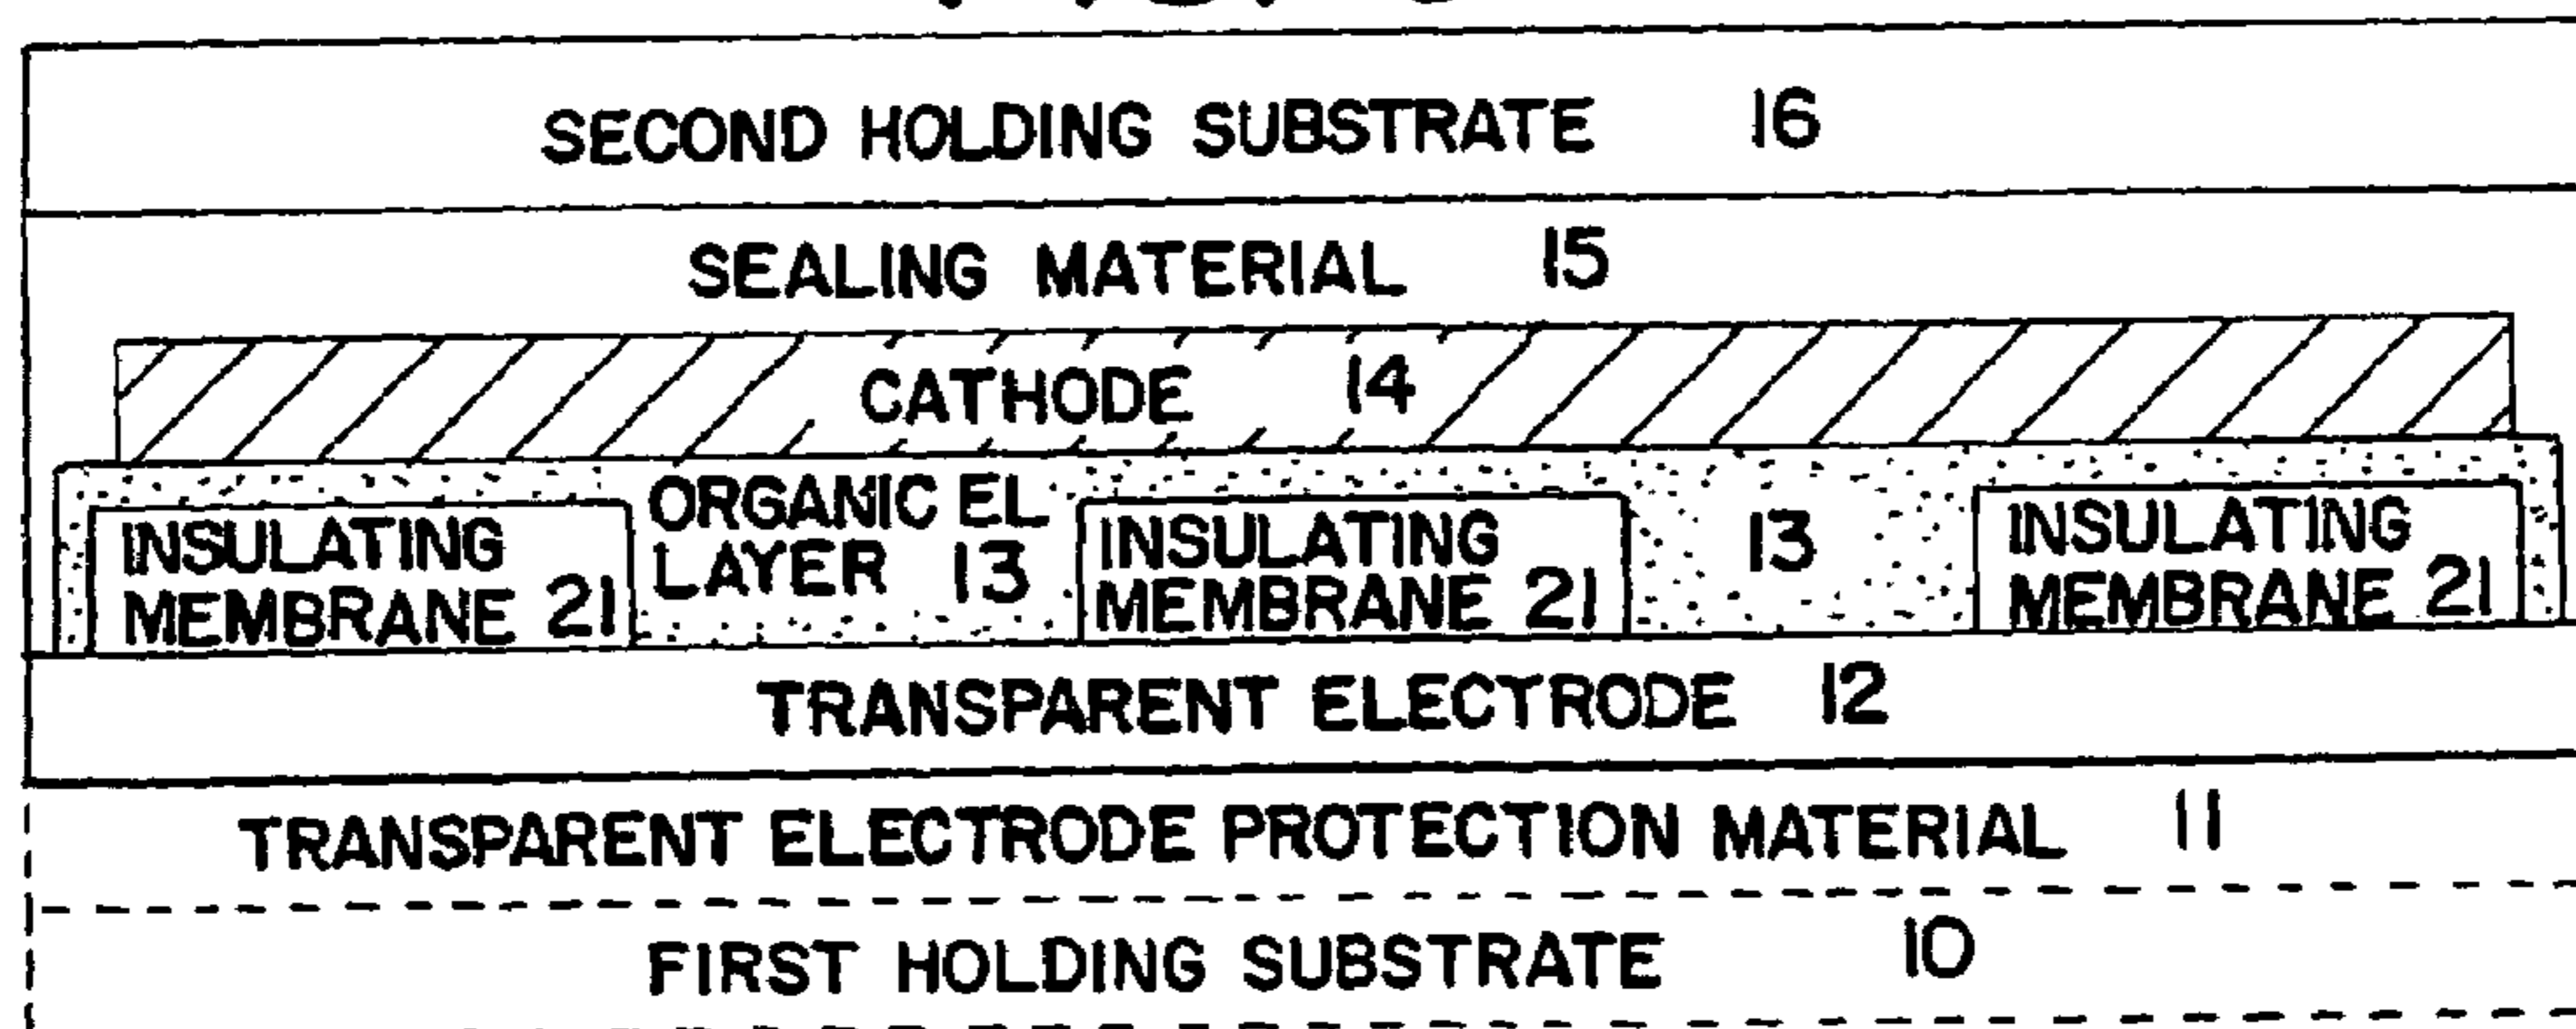 SECOND HOLDING SUBSTRATE 16
SEALING MATERIAL 15
CATHODE 14
INSULATING
MEMBRANE 21
ORGANIC EL
LAYER 13
INSULATING
MEMBRANE 21
13
INSULATING
MEMBRANE 21
TRANSPARENT ELECTRODE 12
TRANSPARENT ELECTRODE PROTECTION MATERIAL 11
FIRST HOLDING SUBSTRATE 10